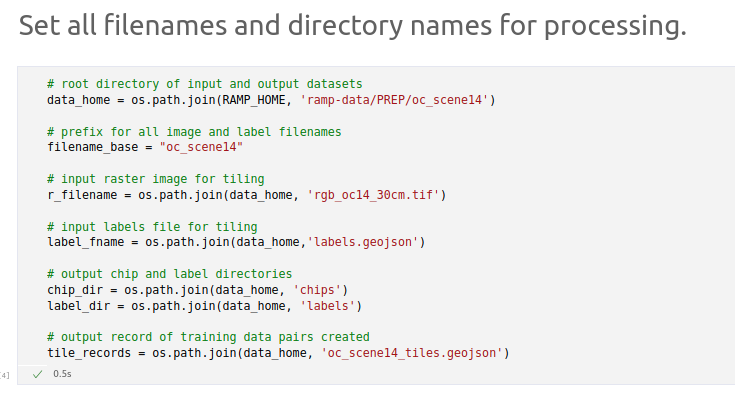 Set all filenames and directory names for processing.
# root directory of input and output datasets
data_home = os.path.join(RAMP_HOME, 'ramp-data/PREP/oc_scene14')
# prefix for all image and label filenames
filename_base = "oc_scene14"
# input raster image for tiling
r_filename = os.path.join(data_home, 'rgb_oc14_30cm.tif')
# input labels file for tiling
label_fname = os.path.join(data_home,'labels.geojson')
# output chip and label directories
chip_dir = os.path.join(data_home, 'chips')
label_dir = os.path.join(data_home, 'labels')
# output record of training data pairs created
tile_records = os.path.join(data_home, 'oc_scene14_tiles.geojson')
4] ✓ 0.5s